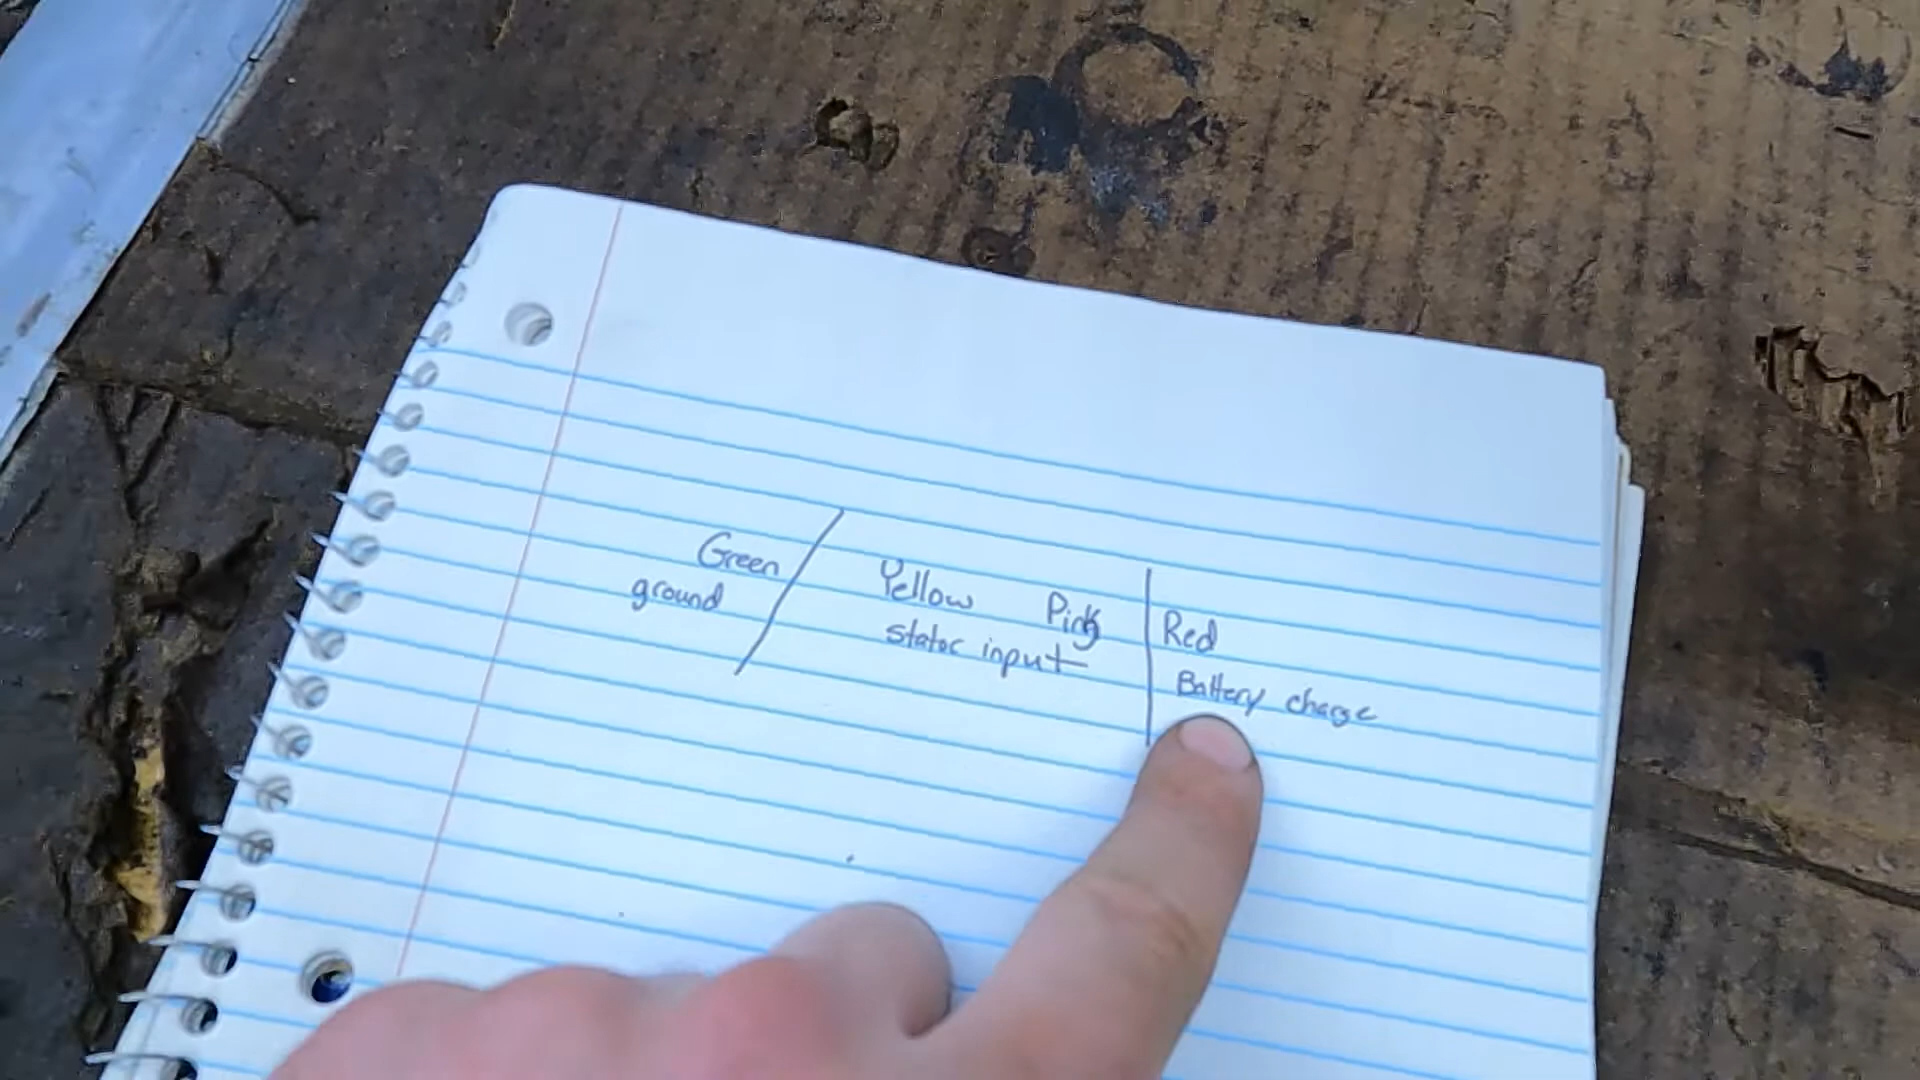 Green
ground
Yellow Pink
stator input
Red
Battery charge